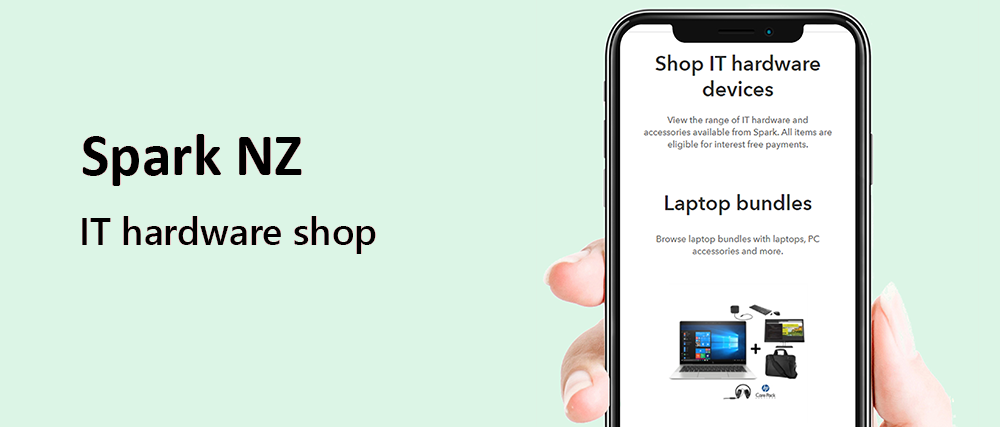 Spark NZ
IT hardware shop
Shop IT hardware
devices
View the range of IT hardware and
accessories available from Spark. All items are
eligible for interest free payments.
Laptop bundles
Browse laptop bundles with laptops, PC
accessories and more.
+
hp
Care Pack